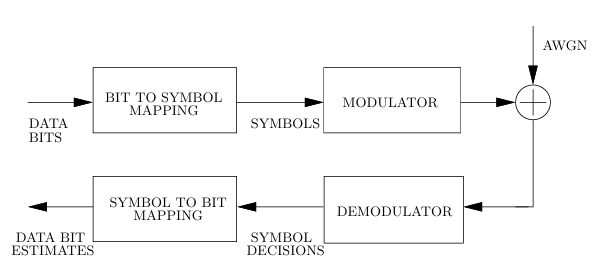 AWGN
BIT TO SYMBOL
MAPPING
MODULATOR
DATA
BITS
SYMBOLS
SYMBOL TO BIT
MAPPING
DEMODULATOR
DATA BIT
ESTIMATES
SYMBOL
DECISIONS